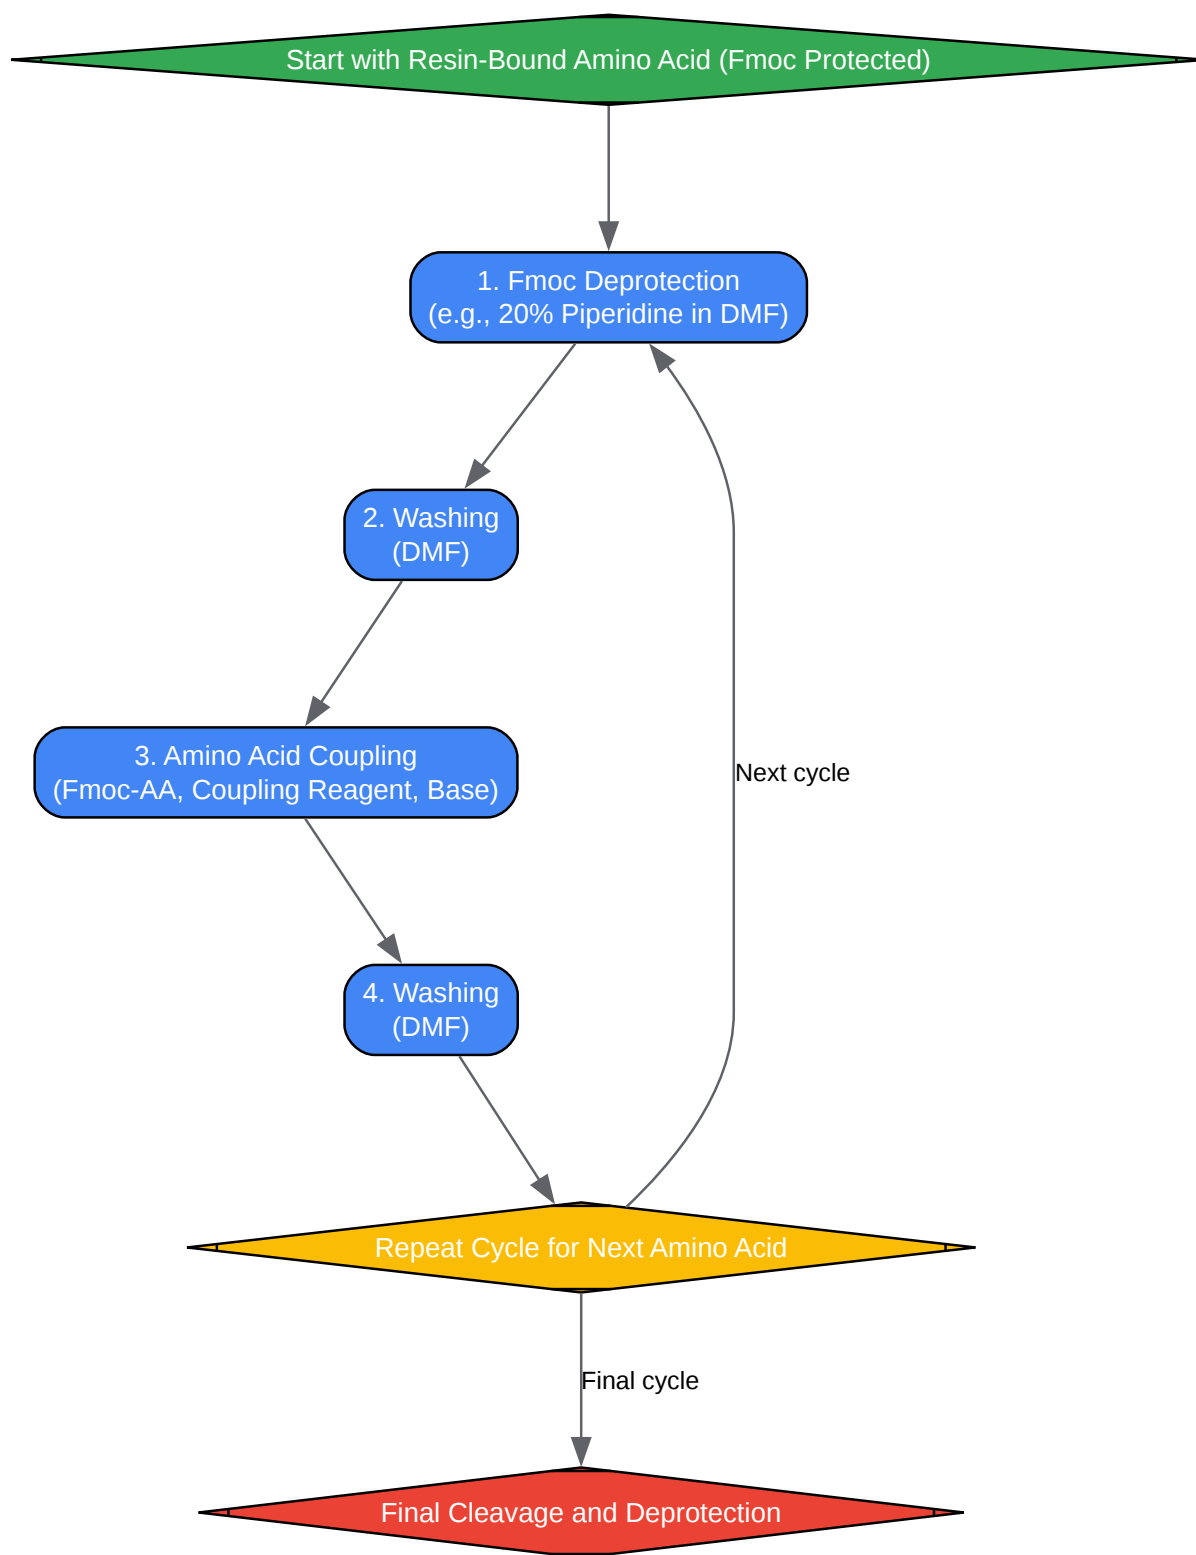 Start with Resin-Bound Amino Acid (Fmoc Protected)
1. Fmoc Deprotection
(e.g., 20% Piperidine in DMF)
2. Washing
(DMF)
3. Amino Acid Coupling
(Fmoc-AA, Coupling Reagent, Base)
Next cycle
4. Washing
(DMF)
Repeat Cycle for Next Amino Acid
Final cycle
Final Cleavage and Deprotection